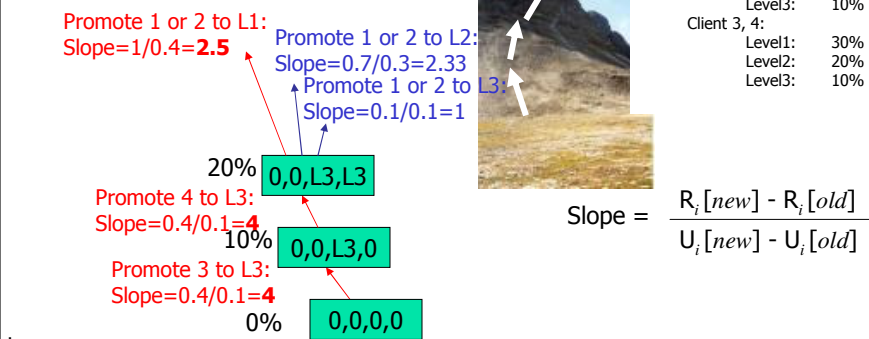 Promote 1 or 2 to L1:
Slope=1/0.4=2.5
Promote 1 or 2 to L2:
Slope=0.7/0.3=2.33
Promote 1 or 2 to L3:
Slope=0.1/0.1=1
Level3: 10%
Client 3, 4:
Level1: 30%
Level2: 20%
Level3: 10%
20%
0,0,L3,L3
Promote 4 to L3:
Slope=0.4/0.1=4
10%
0,0,L3,0
Promote 3 to L3:
Slope=0.4/0.1=4
0%
0,0,0,0
Slope =
R_i[new] - R_i[old]
U_i[new] - U_i[old]